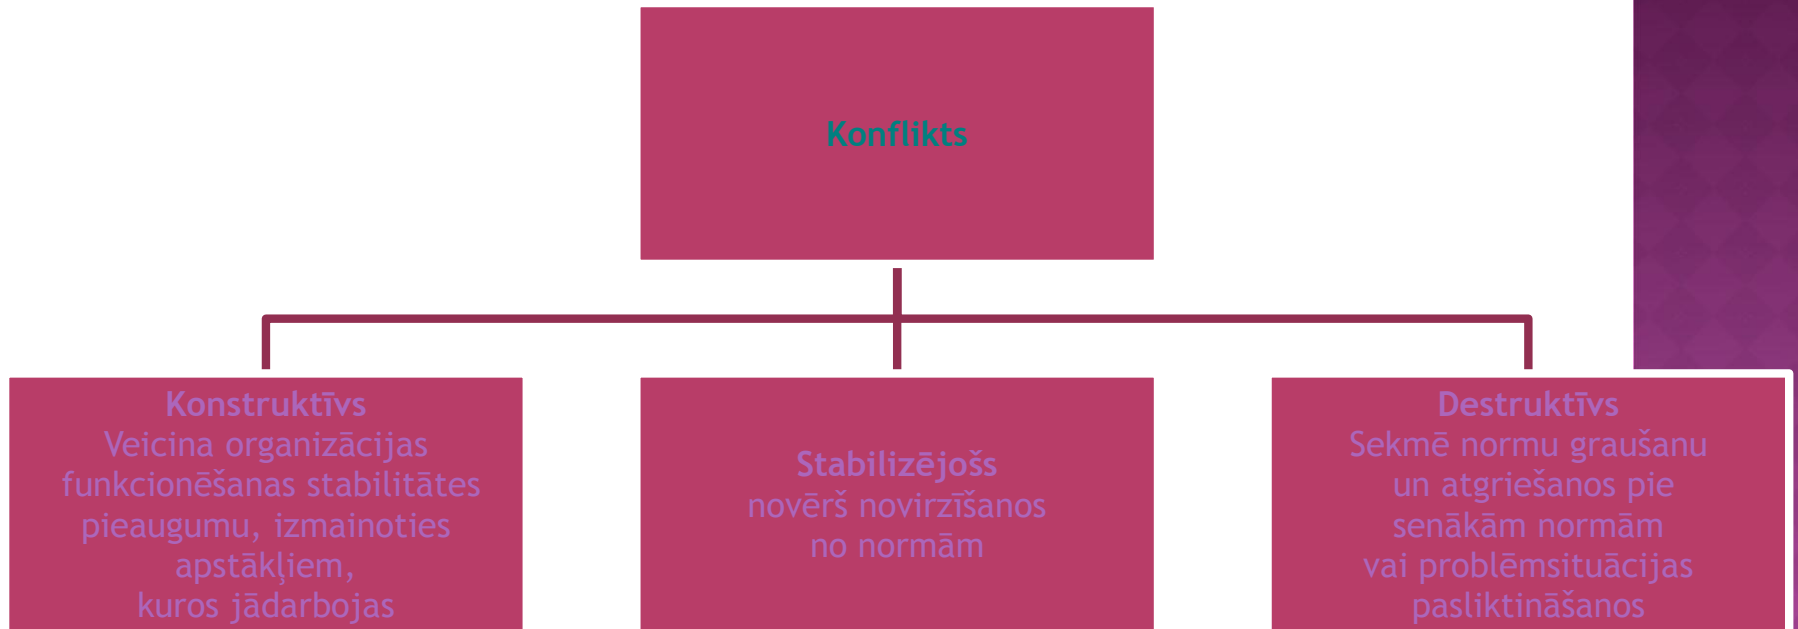 Konflikts
Konstruktīvs
Veicina organizācijas
funkcionēšanas stabilitātes
pieaugumu, izmainoties
apstākļiem,
kuros jādarbojas
Stabilizējošs
novērš novirzīšanos
no normām
Destruktīvs
Sekmē normu graušanu
un atgriešanos pie
senākām normām
vai problēmsituācijas
pasliktināšanos